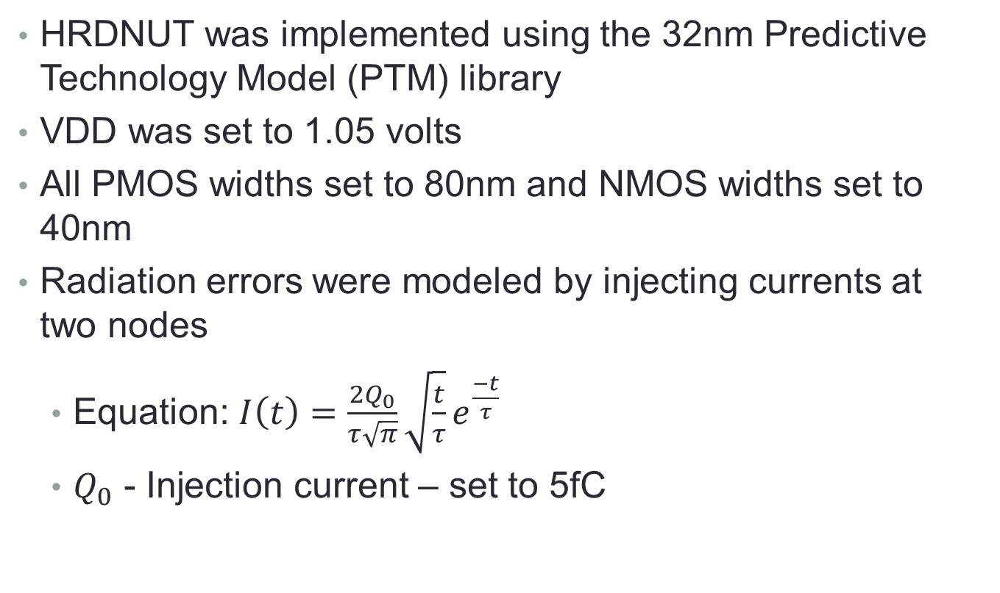 • HRDNUT was implemented using the 32nm Predictive
Technology Model (PTM) library
• VDD was set to 1.05 volts
• All PMOS widths set to 80nm and NMOS widths set to
40nm
• Radiation errors were modeled by injecting currents at
two nodes
• Equation: $I(t) = \frac{2Q_0}{\tau\sqrt{\pi}} \sqrt{\frac{t}{\tau}} e^{\frac{-t}{\tau}}$
• $Q_0$ - Injection current – set to 5fC